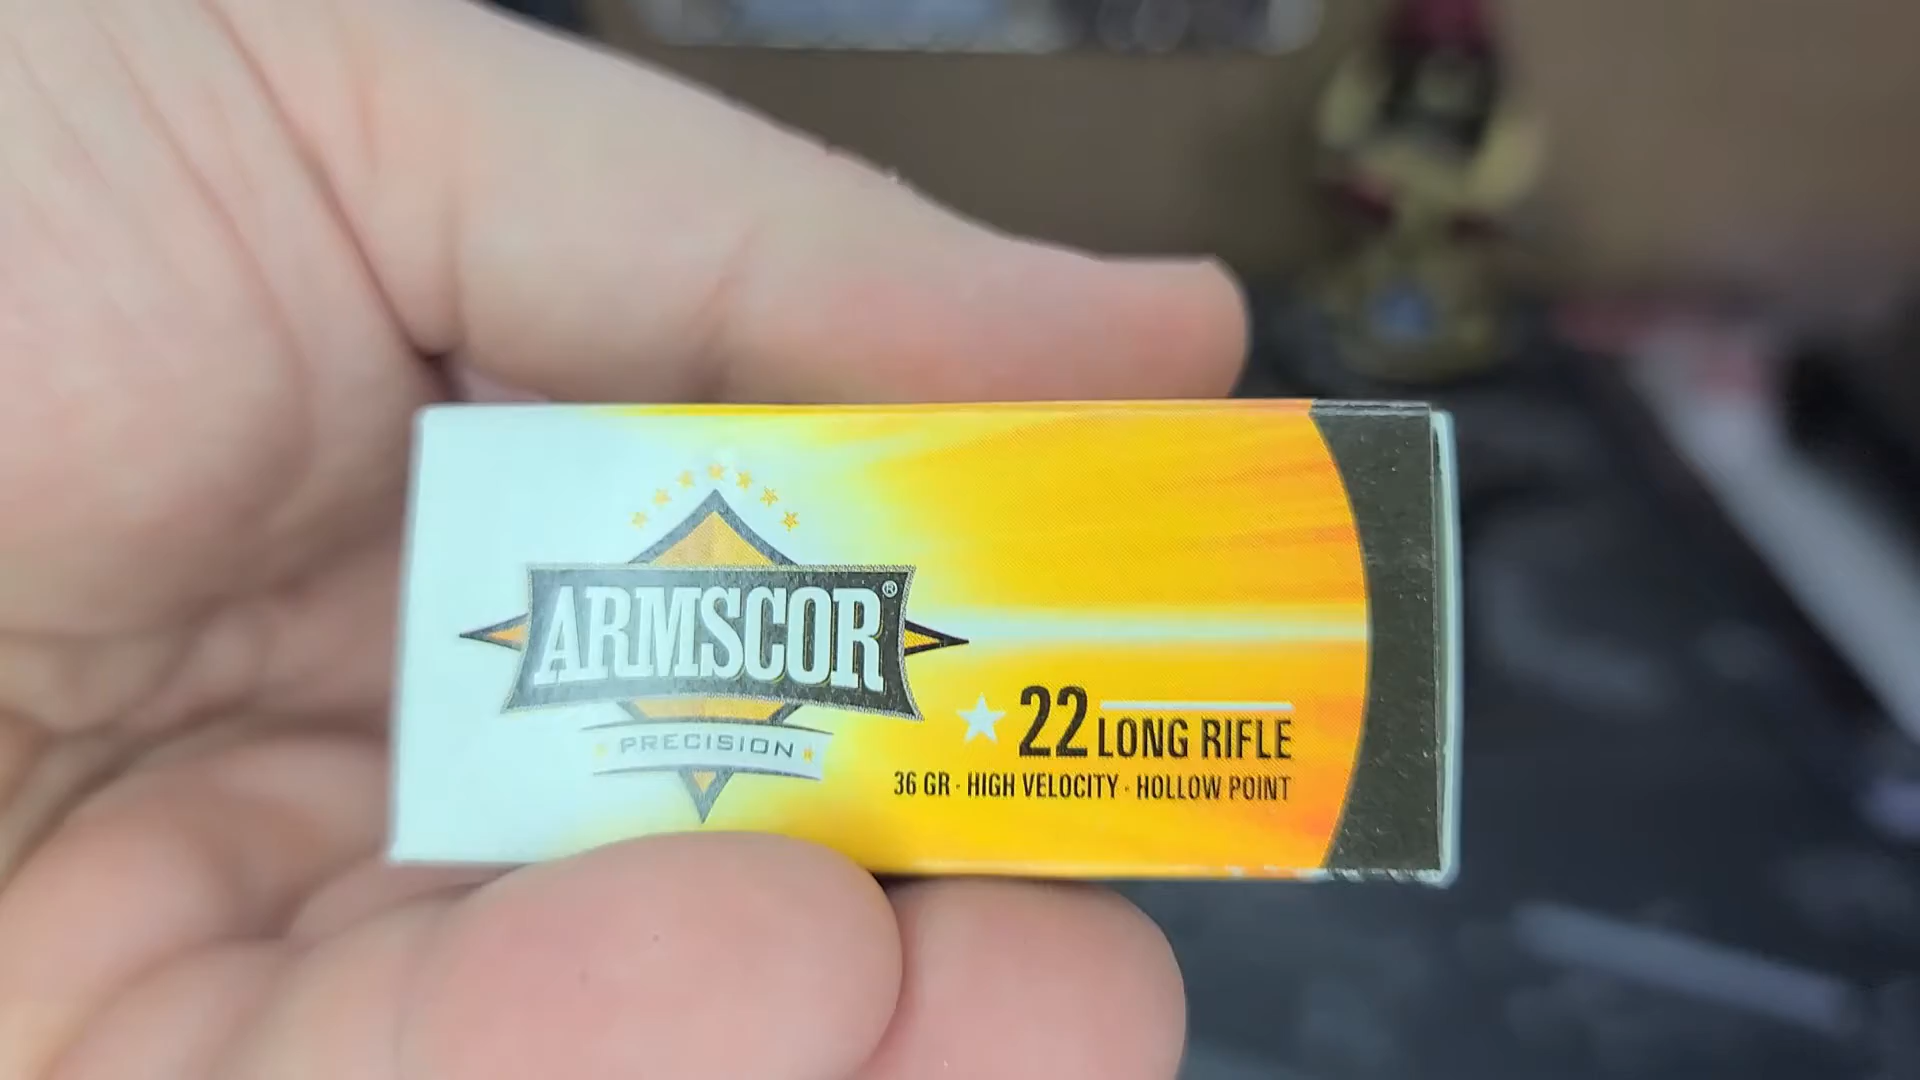 ARMSCOR®
PRECISION
22 LONG RIFLE
36 GR · HIGH VELOCITY · HOLLOW POINT